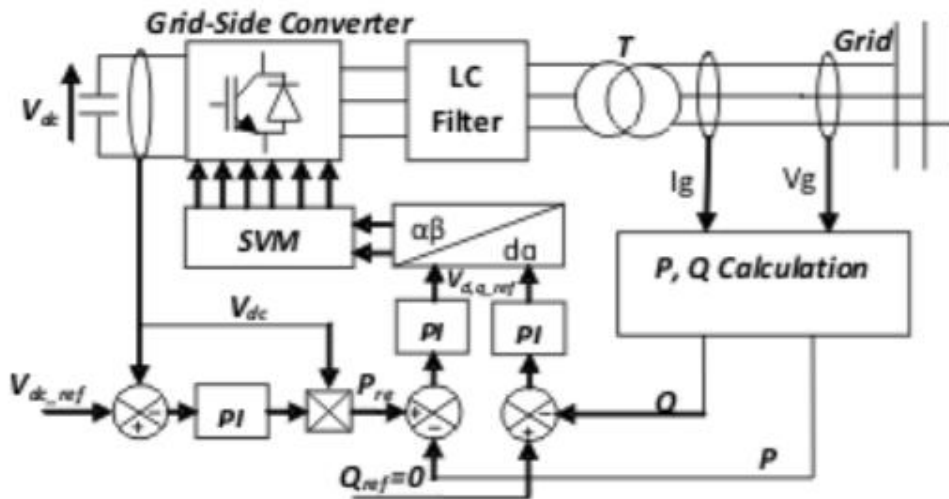 Grid-Side Converter
T
Grid
V_dc
LC
Filter
Ig
Vg
SVM
αβ
dq
P, Q Calculation
V_d,q_ref
V_dc
PI
PI
V_dc_ref
PI
P_re
Q
Q_ref=0
P